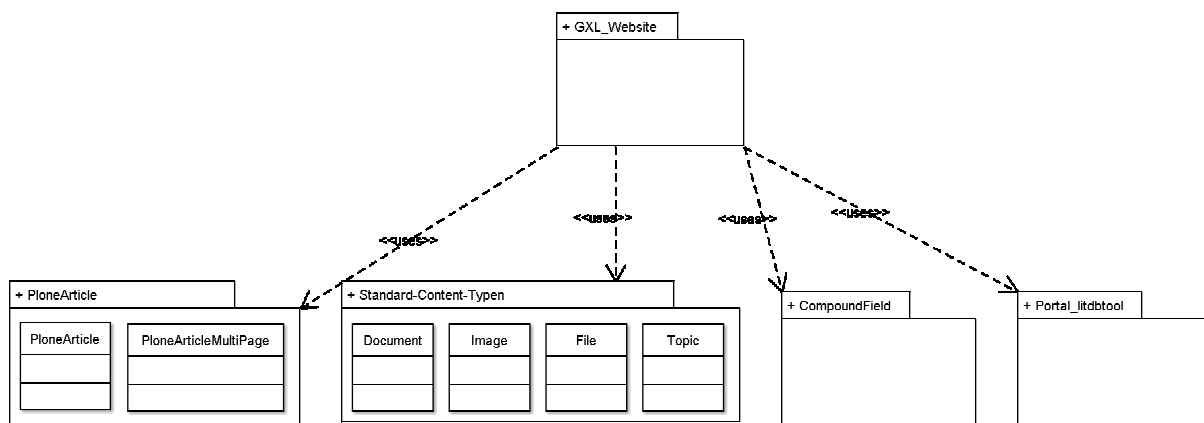 + GXL_Website
<<uses>>
<<uses>>
<<uses>>
<<uses>>
+ PloneArticle
+ Standard-Content-Typen
+ CompoundField
+ Portal_litdbtool
PloneArticle
PloneArticleMultiPage
Document
Image
File
Topic